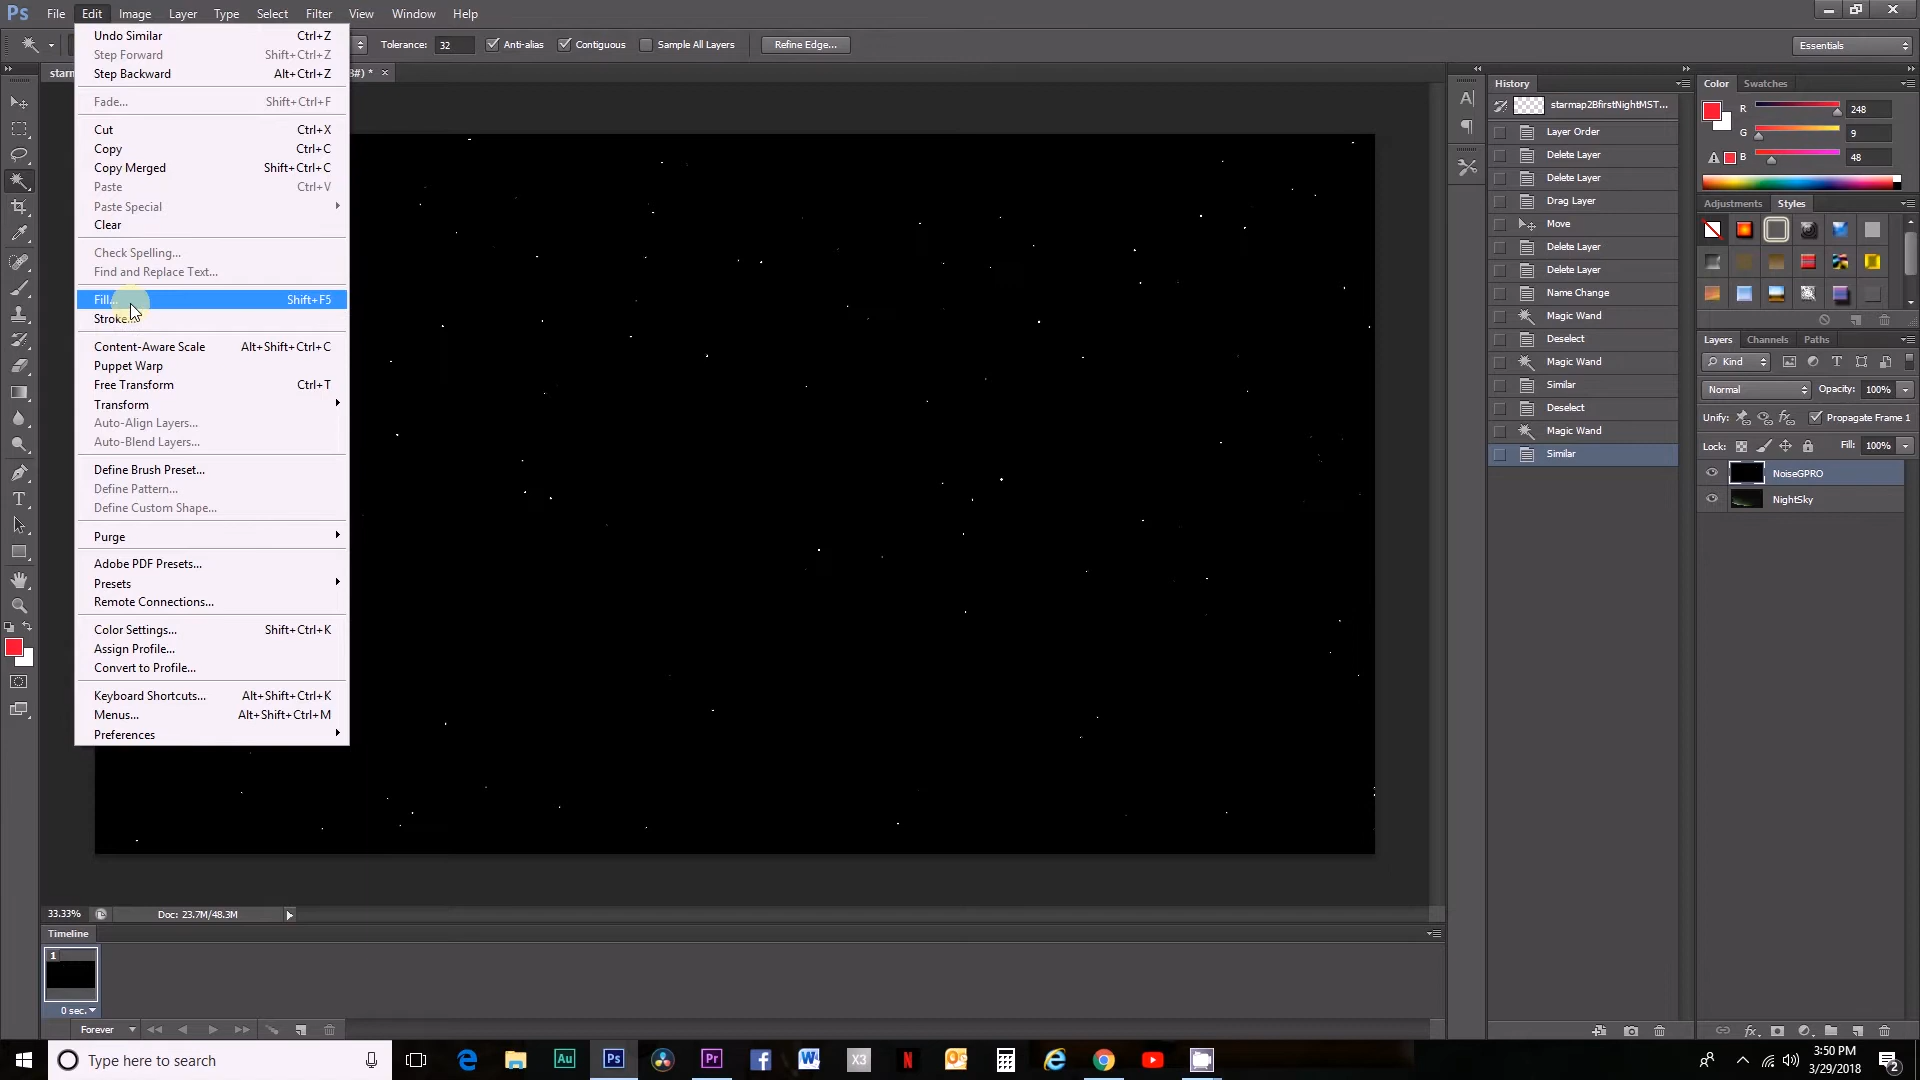 Ps File Edit Image Layer Type Select Filter View Window Help
Tolerance: 32 Anti-alias Contiguous Sample All Layers Refine Edge... Essentials
Undo Similar Ctrl+Z
Step Forward Shift+Ctrl+Z
Step Backward Alt+Ctrl+Z
Fade... Shift+Ctrl+F
Cut Ctrl+X
Copy Ctrl+C
Copy Merged Shift+Ctrl+C
Paste Ctrl+V
Paste Special
Clear
Check Spelling...
Find and Replace Text...
Fill... Shift+F5
Stroke...
Content-Aware Scale Alt+Shift+Ctrl+C
Puppet Warp
Free Transform Ctrl+T
Transform
Auto-Align Layers...
Auto-Blend Layers...
Define Brush Preset...
Define Pattern...
Define Custom Shape...
Purge
Adobe PDF Presets...
Presets
Remote Connections...
Color Settings... Shift+Ctrl+K
Assign Profile...
Convert to Profile...
Keyboard Shortcuts... Alt+Shift+Ctrl+K
Menus... Alt+Shift+Ctrl+M
Preferences
History
starmap2BfirstNightMST...
Layer Order
Delete Layer
Delete Layer
Drag Layer
Move
Delete Layer
Delete Layer
Name Change
Magic Wand
Deselect
Magic Wand
Similar
Deselect
Magic Wand
Similar
Color Swatches
R 248
G 9
B 48
Adjustments Styles
Layers Channels Paths
Kind
Normal Opacity: 100%
Unify: Propagate Frame 1
Lock: Fill: 100%
NoiseGPRO
NightSky
33.33% Doc: 23.7M/48.3M
Timeline
1
0 sec.
Forever
Type here to search
Au Ps Pr W X3 N
3:50 PM
3/29/2018
2